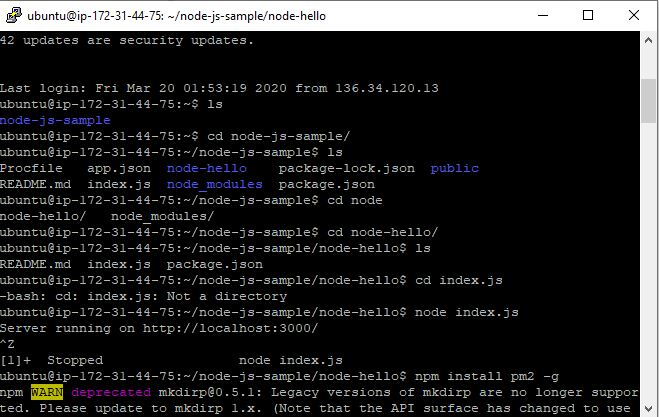 ubuntu@ip-172-31-44-75: ~/node-js-sample/node-hello
42 updates are security updates.
Last login: Fri Mar 20 01:53:19 2020 from 136.34.120.13
ubuntu@ip-172-31-44-75:~$ ls
node-js-sample
ubuntu@ip-172-31-44-75:~$ cd node-js-sample/
ubuntu@ip-172-31-44-75:~/node-js-sample$ ls
Procfile   app.json  node-hello    package-lock.json  public
README.md  index.js  node_modules  package.json
ubuntu@ip-172-31-44-75:~/node-js-sample$ cd node
node-hello/   node_modules/
ubuntu@ip-172-31-44-75:~/node-js-sample$ cd node-hello/
ubuntu@ip-172-31-44-75:~/node-js-sample/node-hello$ ls
README.md  index.js  package.json
ubuntu@ip-172-31-44-75:~/node-js-sample/node-hello$ cd index.js
-bash: cd: index.js: Not a directory
ubuntu@ip-172-31-44-75:~/node-js-sample/node-hello$ node index.js
Server running on http://localhost:3000/
^Z
[1]+  Stopped                 node index.js
ubuntu@ip-172-31-44-75:~/node-js-sample/node-hello$ npm install pm2 -g
npm WARN deprecated mkdirp@0.5.1: Legacy versions of mkdirp are no longer suppor
ted. Please update to mkdirp 1.x. (Note that the API surface has changed to use